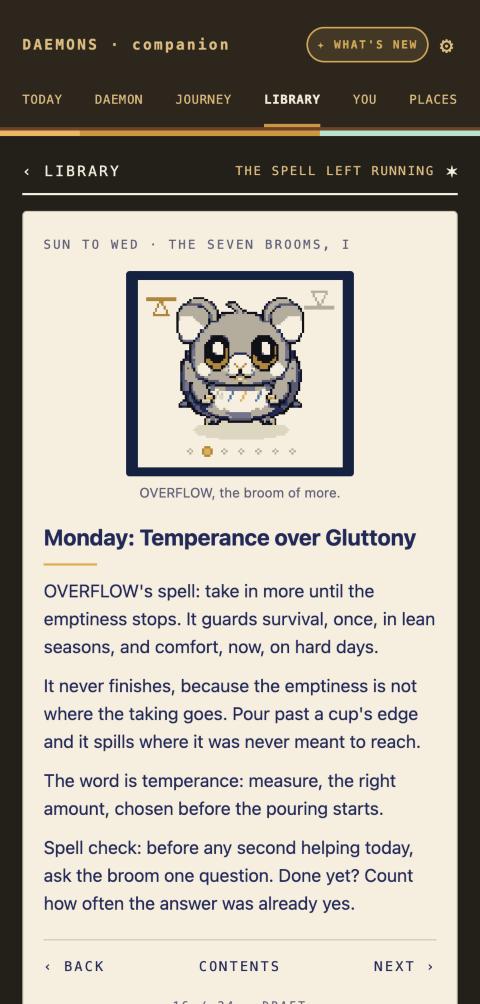 DAEMONS · companion
✦ WHAT'S NEW
TODAY DAEMON JOURNEY LIBRARY YOU PLACES
‹ LIBRARY THE SPELL LEFT RUNNING
SUN TO WED · THE SEVEN BROOMS, I
OVERFLOW, the broom of more.
Monday: Temperance over Gluttony
OVERFLOW's spell: take in more until the
emptiness stops. It guards survival, once, in lean
seasons, and comfort, now, on hard days.
It never finishes, because the emptiness is not
where the taking goes. Pour past a cup's edge
and it spills where it was never meant to reach.
The word is temperance: measure, the right
amount, chosen before the pouring starts.
Spell check: before any second helping today,
ask the broom one question. Done yet? Count
how often the answer was already yes.
‹ BACK CONTENTS NEXT ›